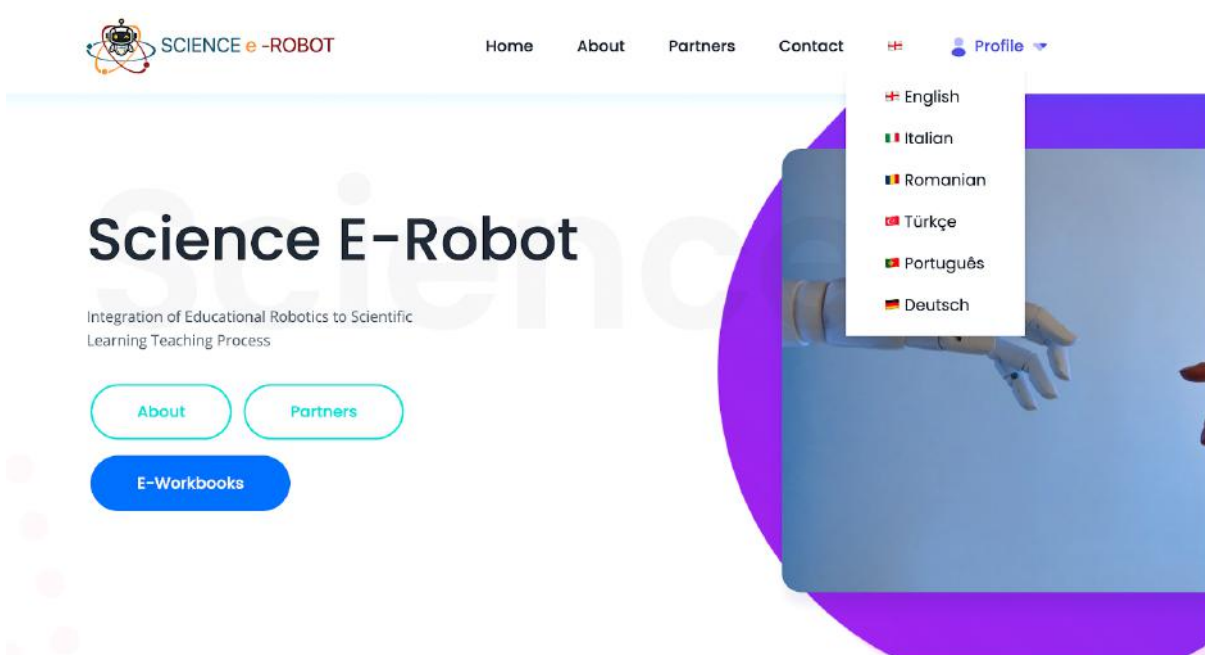 SCIENCE e -ROBOT
Home
About
Partners
Contact
Profile
English
Italian
Romanian
Türkçe
Português
Deutsch
Science
Science E-Robot
Integration of Educational Robotics to Scientific
Learning Teaching Process
About
Partners
E-Workbooks